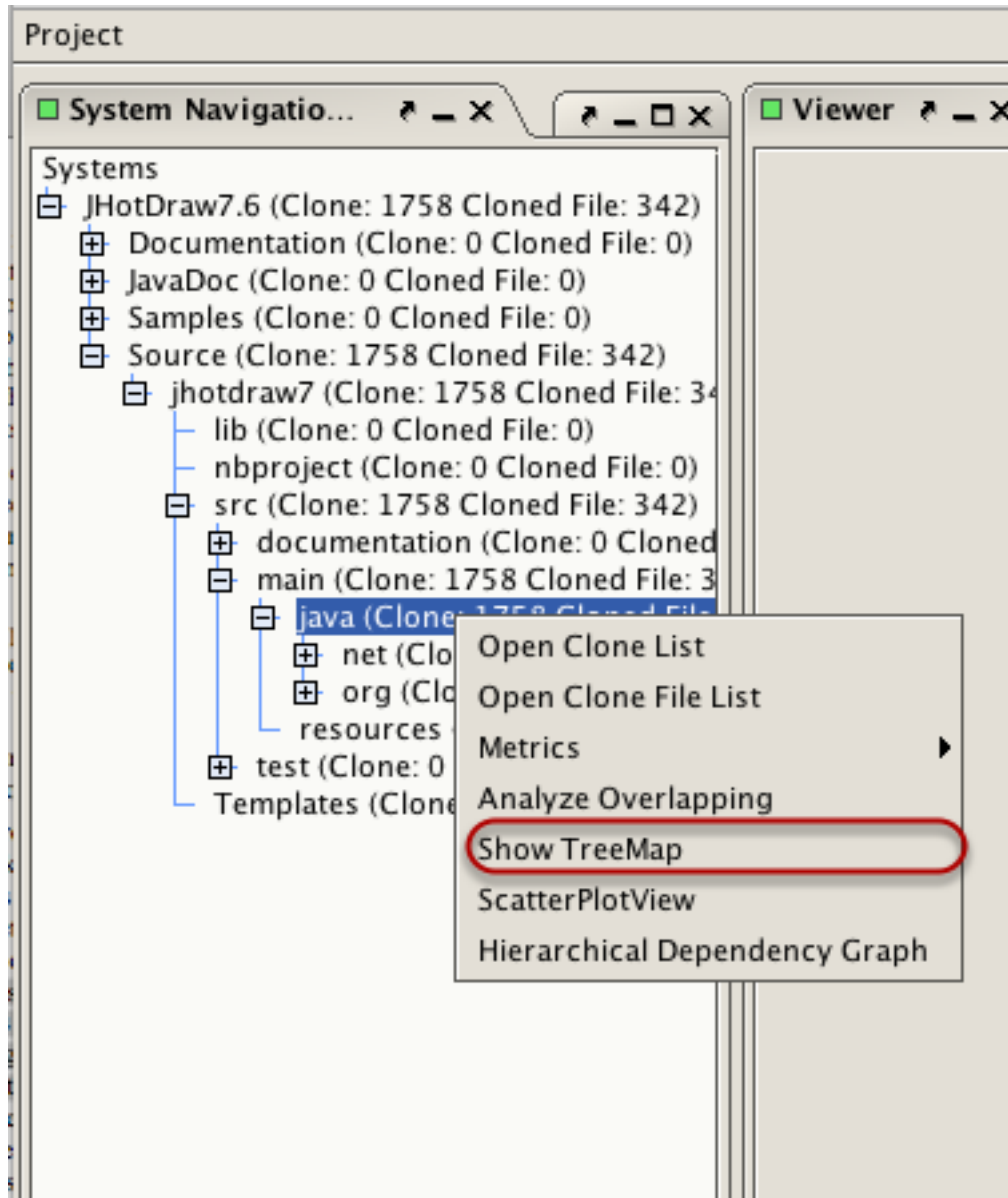 Project
System Navigatio...
Viewer
Systems
JHotDraw7.6 (Clone: 1758 Cloned File: 342)
Documentation (Clone: 0 Cloned File: 0)
JavaDoc (Clone: 0 Cloned File: 0)
Samples (Clone: 0 Cloned File: 0)
Source (Clone: 1758 Cloned File: 342)
jhotdraw7 (Clone: 1758 Cloned File: 34
lib (Clone: 0 Cloned File: 0)
nbproject (Clone: 0 Cloned File: 0)
src (Clone: 1758 Cloned File: 342)
documentation (Clone: 0 Cloned
main (Clone: 1758 Cloned File: 3
java (Clone: 1758 Cloned File
net (Clo
org (Clo
resources
test (Clone: 0
Templates (Clone
Open Clone List
Open Clone File List
Metrics
Analyze Overlapping
Show TreeMap
ScatterPlotView
Hierarchical Dependency Graph